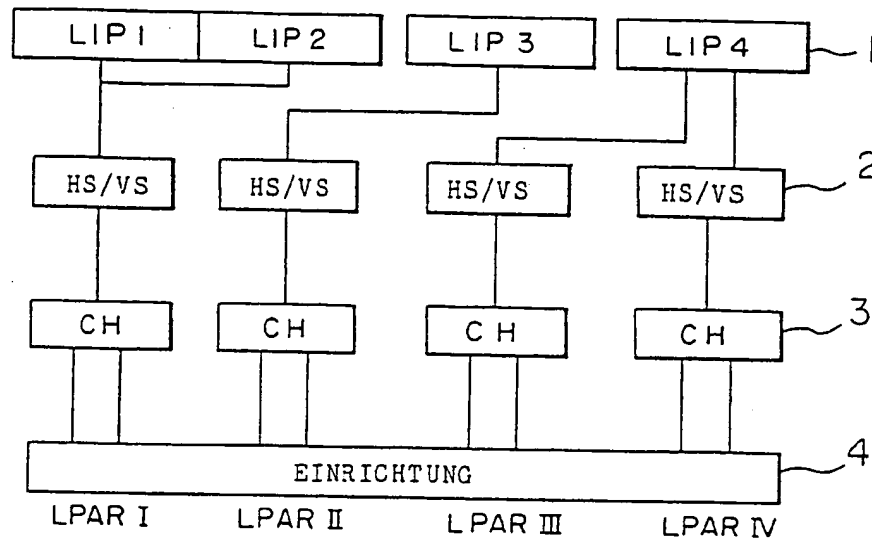 LIP1 LIP2 LIP3 LIP4 1
HS/VS HS/VS HS/VS HS/VS 2
CH CH CH CH 3
EINRICHTUNG 4
LPAR I LPAR II LPAR III LPAR IV